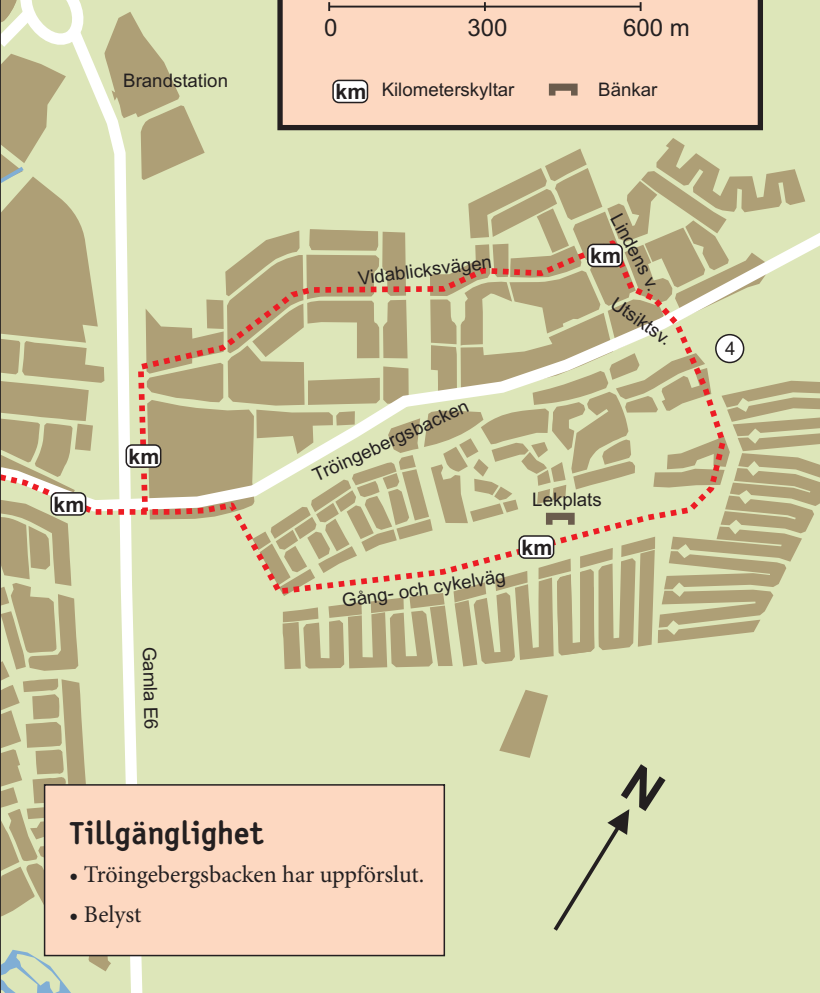 0 300 600 m
km Kilometerskyltar Bänkar
Brandstation
Lindens v.
km
Vidablicksvägen
Utsiktsv.
4
Tröingebergsbacken
km
km
Lekplats
km
Gång- och cykelväg
Gamla E6
N
Tillgänglighet
• Tröingebergsbacken har uppförslut.
• Belyst